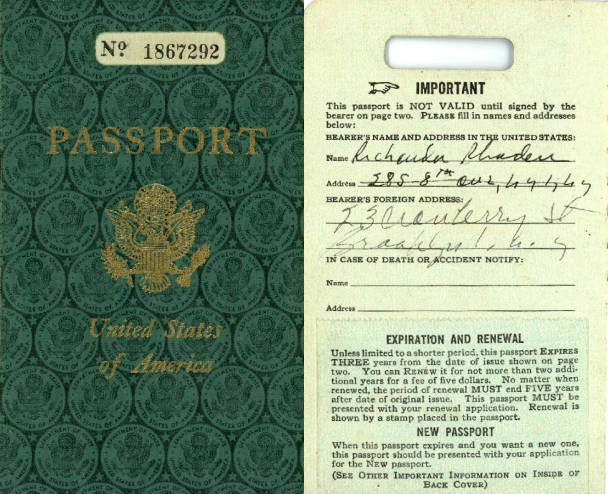 No 1867292
PASSPORT
United States
of America
IMPORTANT
This passport is NOT VALID until signed by the
bearer on page two. PLEASE fill in names and addresses
below:
BEARER'S NAME AND ADDRESS IN THE UNITED STATES:
Name
Address 285-8th ave, n y 1, n y
BEARER'S FOREIGN ADDRESS:
St
Brooklyn 1, n. y
IN CASE OF DEATH OR ACCIDENT NOTIFY:
Name
Address
EXPIRATION AND RENEWAL
Unless limited to a shorter period, this passport EXPIRES
THREE years from the date of issue shown on page
two. You can RENEW it for not more than two addi-
tional years for a fee of five dollars. No matter when
renewed, the period of renewal MUST end FIVE years
after date of original issue. This passport MUST be
presented with your renewal application. Renewal is
shown by a stamp placed in the passport.
NEW PASSPORT
When this passport expires and you want a new one,
this passport should be presented with your application
for the NEW passport.
(SEE OTHER IMPORTANT INFORMATION ON INSIDE OF
BACK COVER)